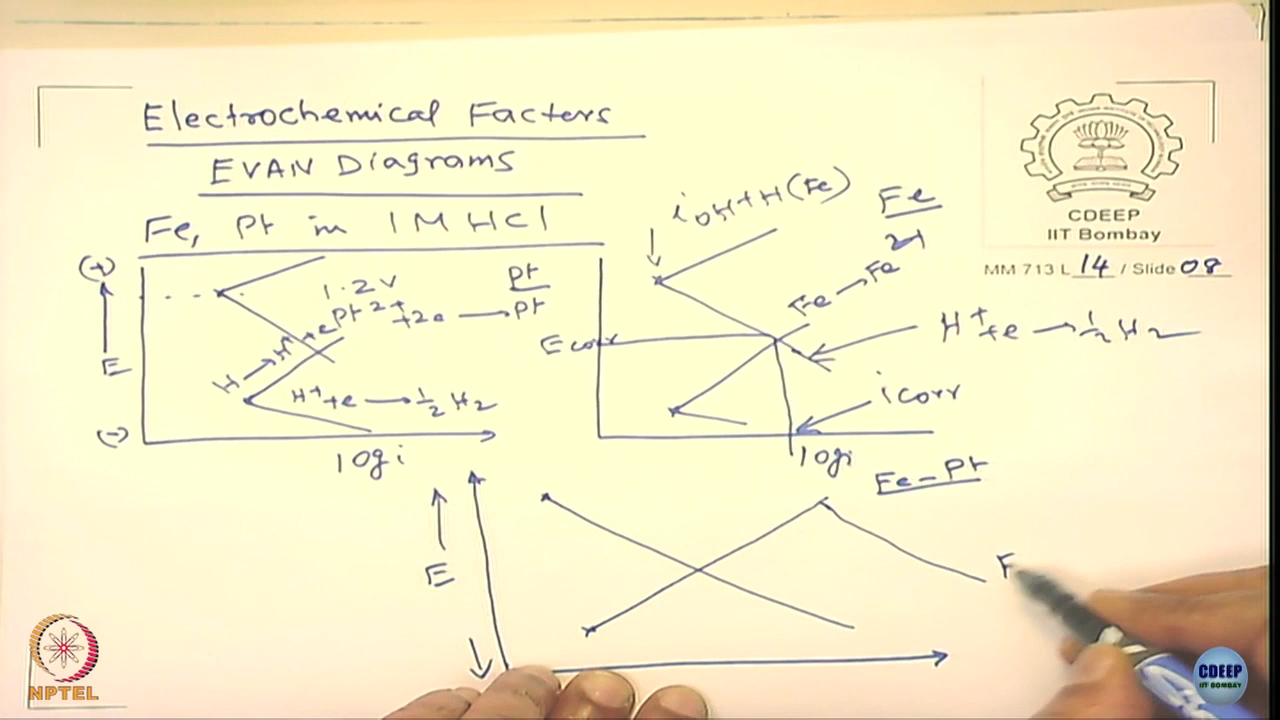 Electrochemical Factors
EVAN Diagrams
Fe, Pt in 1M HCl
CDEEP
IIT Bombay
MM 713 L 14 / Slide 08
(+)
E
(-)
1.2V
Pt
Pt2+ +2e → Pt
H → H+ + e
H+ +e → ½ H2
log i
i0H+/H (Fe)
Fe
Fe → Fe2+
Ecorr
H+ +e → ½ H2
icorr
log i
Fe - Pt
E
F
NPTEL
CDEEP
IIT BOMBAY